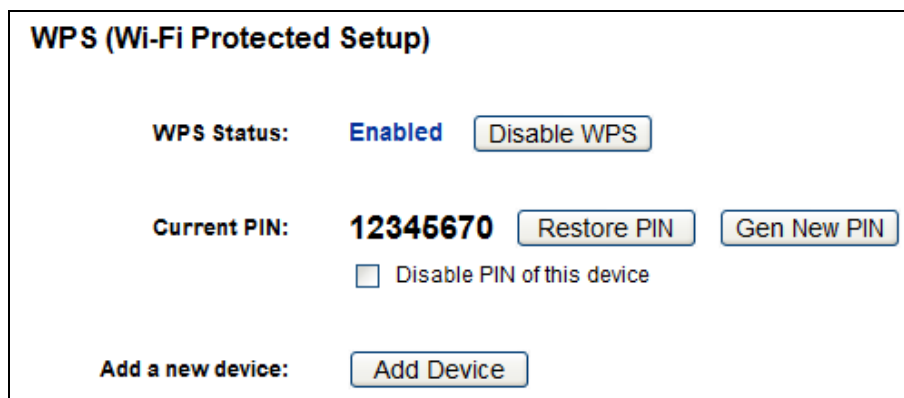 WPS (Wi-Fi Protected Setup)
WPS Status: Enabled Disable WPS
Current PIN: 12345670 Restore PIN Gen New PIN
Disable PIN of this device
Add a new device: Add Device